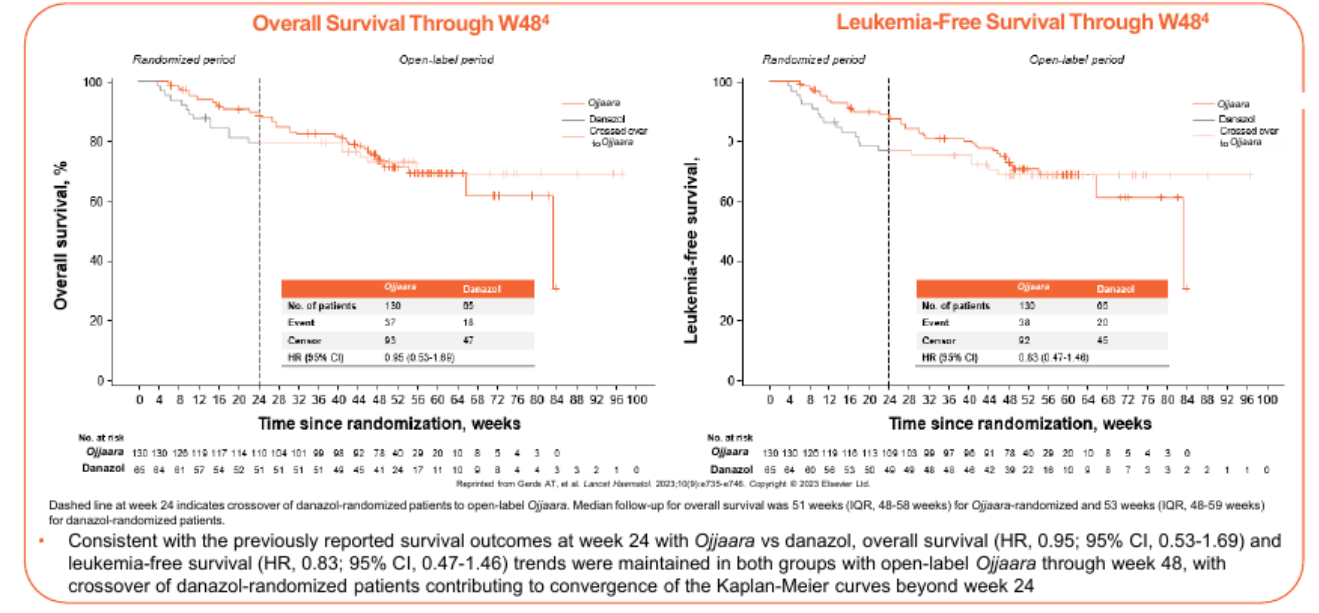 Overall Survival Through W48⁴
Randomized period
Open-label period
100
80
60
40
20
0
Overall survival, %
Ojjaara
Danazol
Crossed over
to Ojjaara
Ojjaara Danazol
No. of patients 130 65
Event 37 18
Censor 93 47
HR (95% CI) 0.95 (0.53-1.69)
0 4 8 12 16 20 24 28 32 36 40 44 48 52 56 60 64 68 72 76 80 84 88 92 96 100
Time since randomization, weeks
No. at risk
Ojjaara 130 130 126 119 117 114 110 104 101 99 98 92 78 40 29 20 10 8 5 4 3 0
Danazol 65 64 61 57 54 52 51 51 51 51 49 45 41 24 17 11 10 9 8 4 4 3 3 2 1 0
Leukemia-Free Survival Through W48⁴
Randomized period
Open-label period
100
0
60
40
20
0
Leukemia-free survival,
Ojjaara
Danazol
Crossed over
to Ojjaara
Ojjaara Danazol
No. of patients 130 65
Event 38 20
Censor 92 45
HR (95% CI) 0.83 (0.47-1.46)
0 4 8 12 16 20 24 28 32 36 40 44 48 52 56 60 64 68 72 76 80 84 88 92 96 100
Time since randomization, weeks
No. at risk
Ojjaara 130 130 126 119 116 113 109 103 99 97 96 91 78 40 29 20 10 8 5 4 3 0
Danazol 65 64 60 56 53 50 49 49 48 48 46 42 39 22 16 10 9 8 7 3 3 2 2 1 1 0
Reprinted from Gerds AT, et al. Lancet Haematol. 2023;10(9):e735-e746. Copyright © 2023 Elsevier Ltd.
Dashed line at week 24 indicates crossover of danazol-randomized patients to open-label Ojjaara. Median follow-up for overall survival was 51 weeks (IQR, 48-58 weeks) for Ojjaara-randomized and 53 weeks (IQR, 48-59 weeks)
for danazol-randomized patients.
• Consistent with the previously reported survival outcomes at week 24 with Ojjaara vs danazol, overall survival (HR, 0.95; 95% CI, 0.53-1.69) and
leukemia-free survival (HR, 0.83; 95% CI, 0.47-1.46) trends were maintained in both groups with open-label Ojjaara through week 48, with
crossover of danazol-randomized patients contributing to convergence of the Kaplan-Meier curves beyond week 24